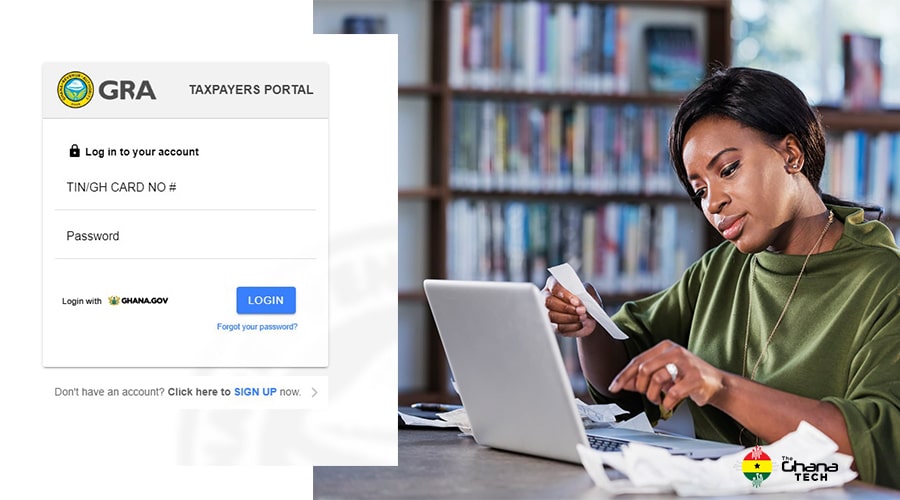 GRA
TAXPAYERS PORTAL
Log in to your account
TIN/GH CARD NO #
Password
Login with GHANA.GOV
LOGIN
Forgot your password?
Don't have an account? Click here to SIGN UP now.
The
Ghana
TECH